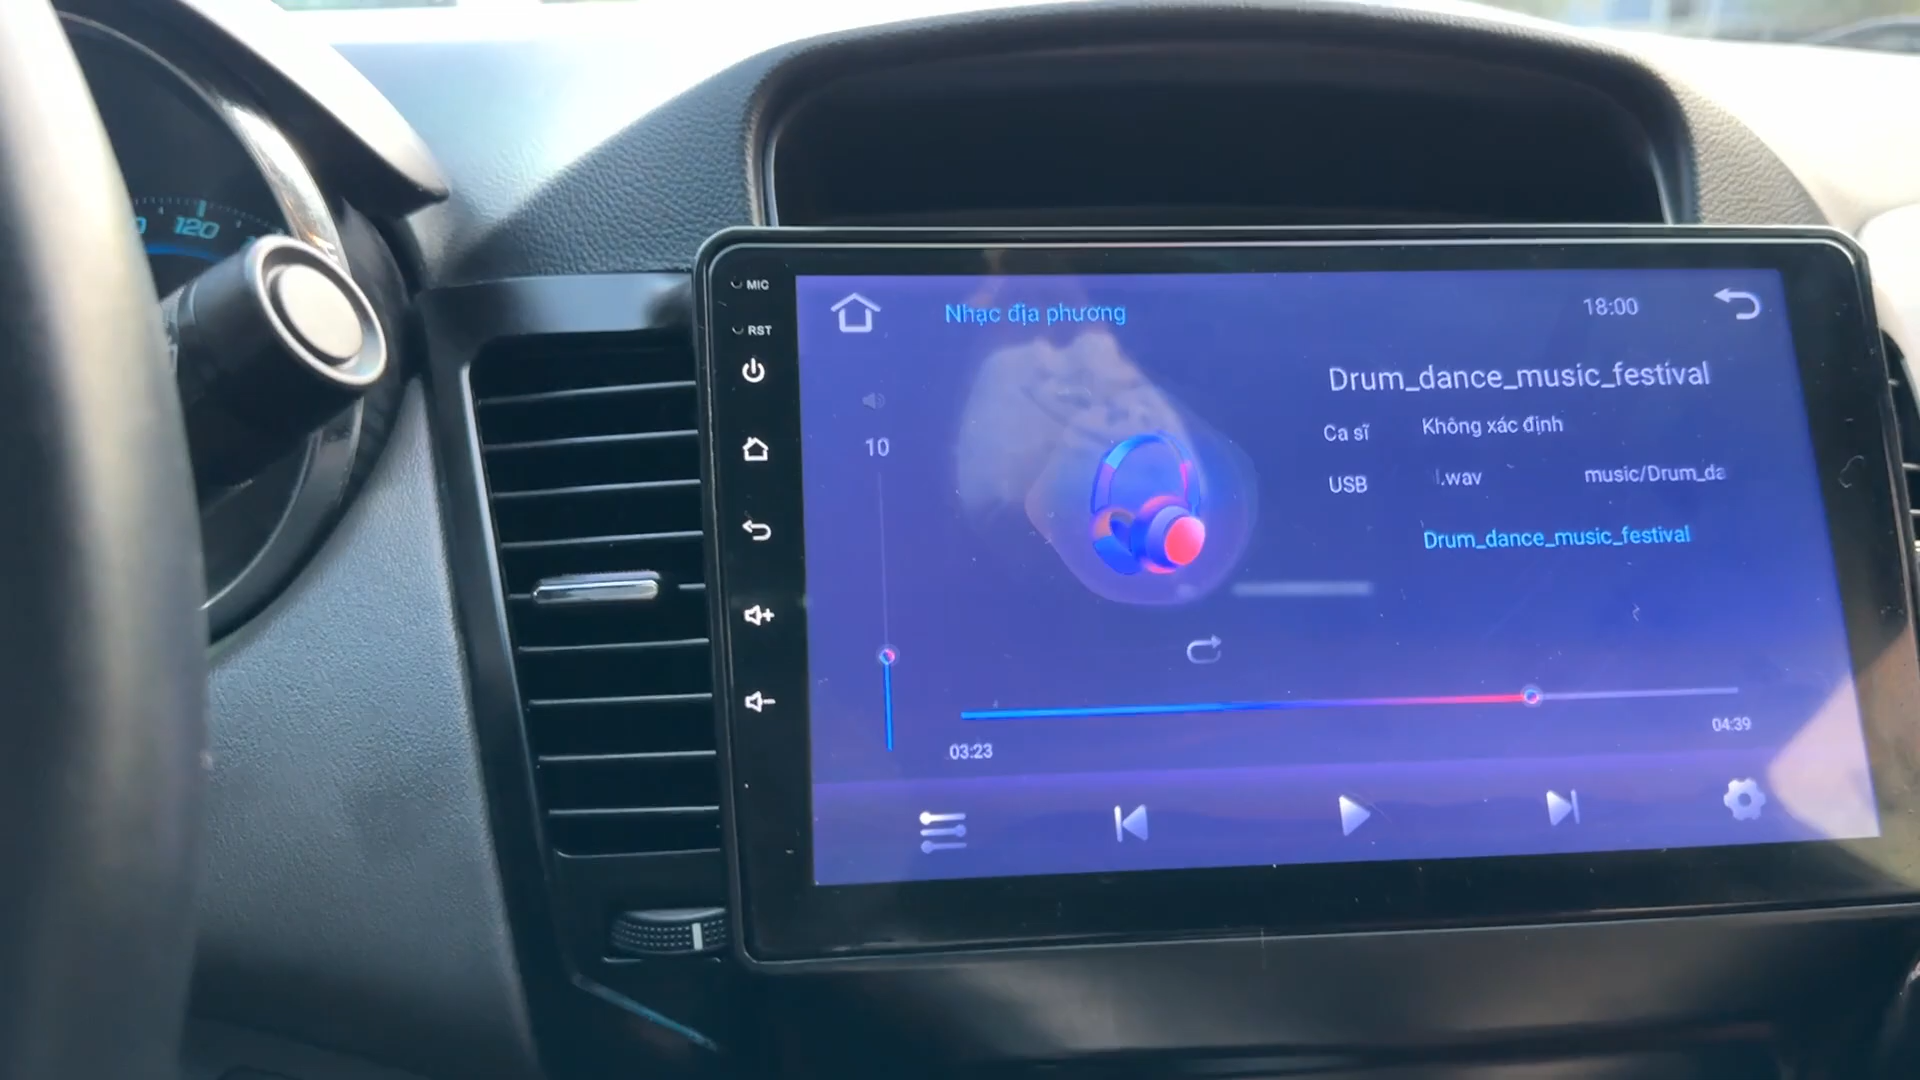 120
MIC
RST
Nhạc địa phương
18:00
10
Drum_dance_music_festival
Ca sĩ
Không xác định
USB
.wav
music/Drum_da
Drum_dance_music_festival
03:23
04:39